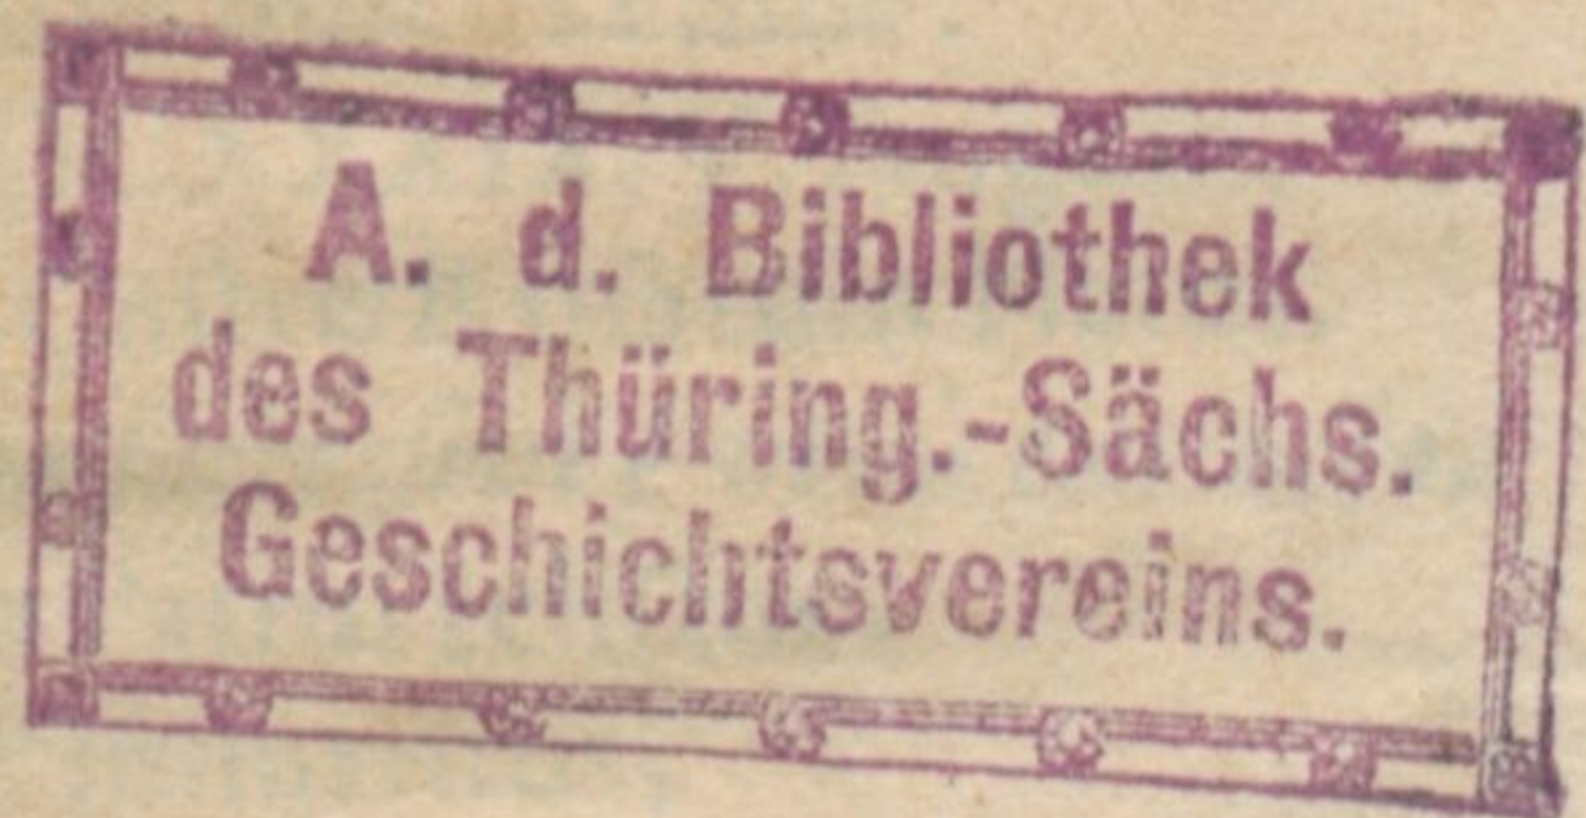 A. d. Bibliothek
des Thüring.-Sächs.
Geschichtsvereins.